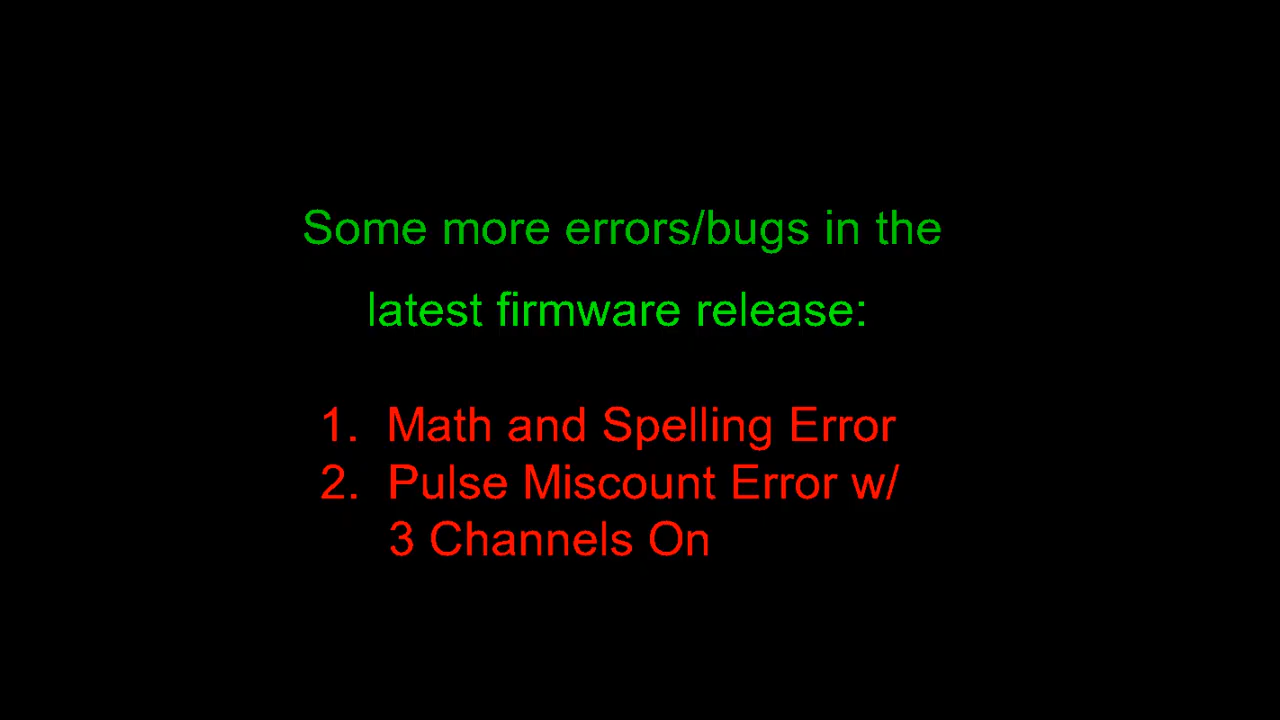 Some more errors/bugs in the
latest firmware release:
1. Math and Spelling Error
2. Pulse Miscount Error w/
3 Channels On